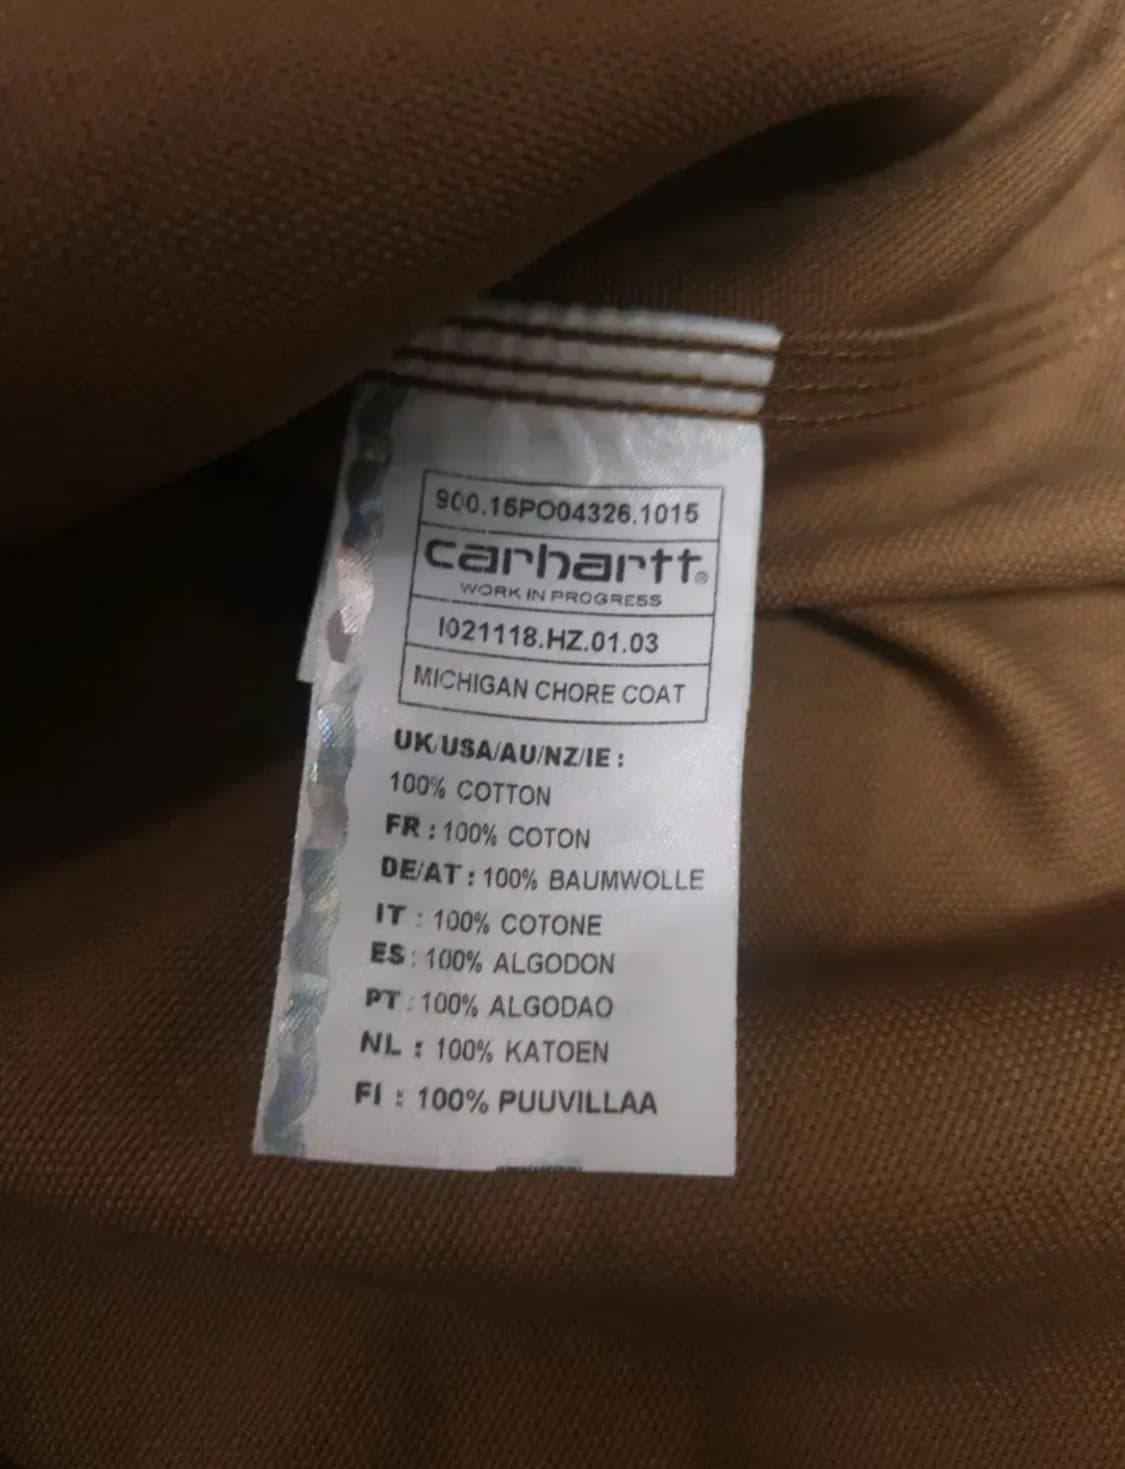 900.15PO04326.1015
carhartt®
WORK IN PROGRESS
I021118.HZ.01.03
MICHIGAN CHORE COAT
UK/USA/AU/NZ/IE :
100% COTTON
FR : 100% COTON
DE/AT : 100% BAUMWOLLE
IT : 100% COTONE
ES : 100% ALGODON
PT : 100% ALGODAO
NL : 100% KATOEN
FI : 100% PUUVILLAA